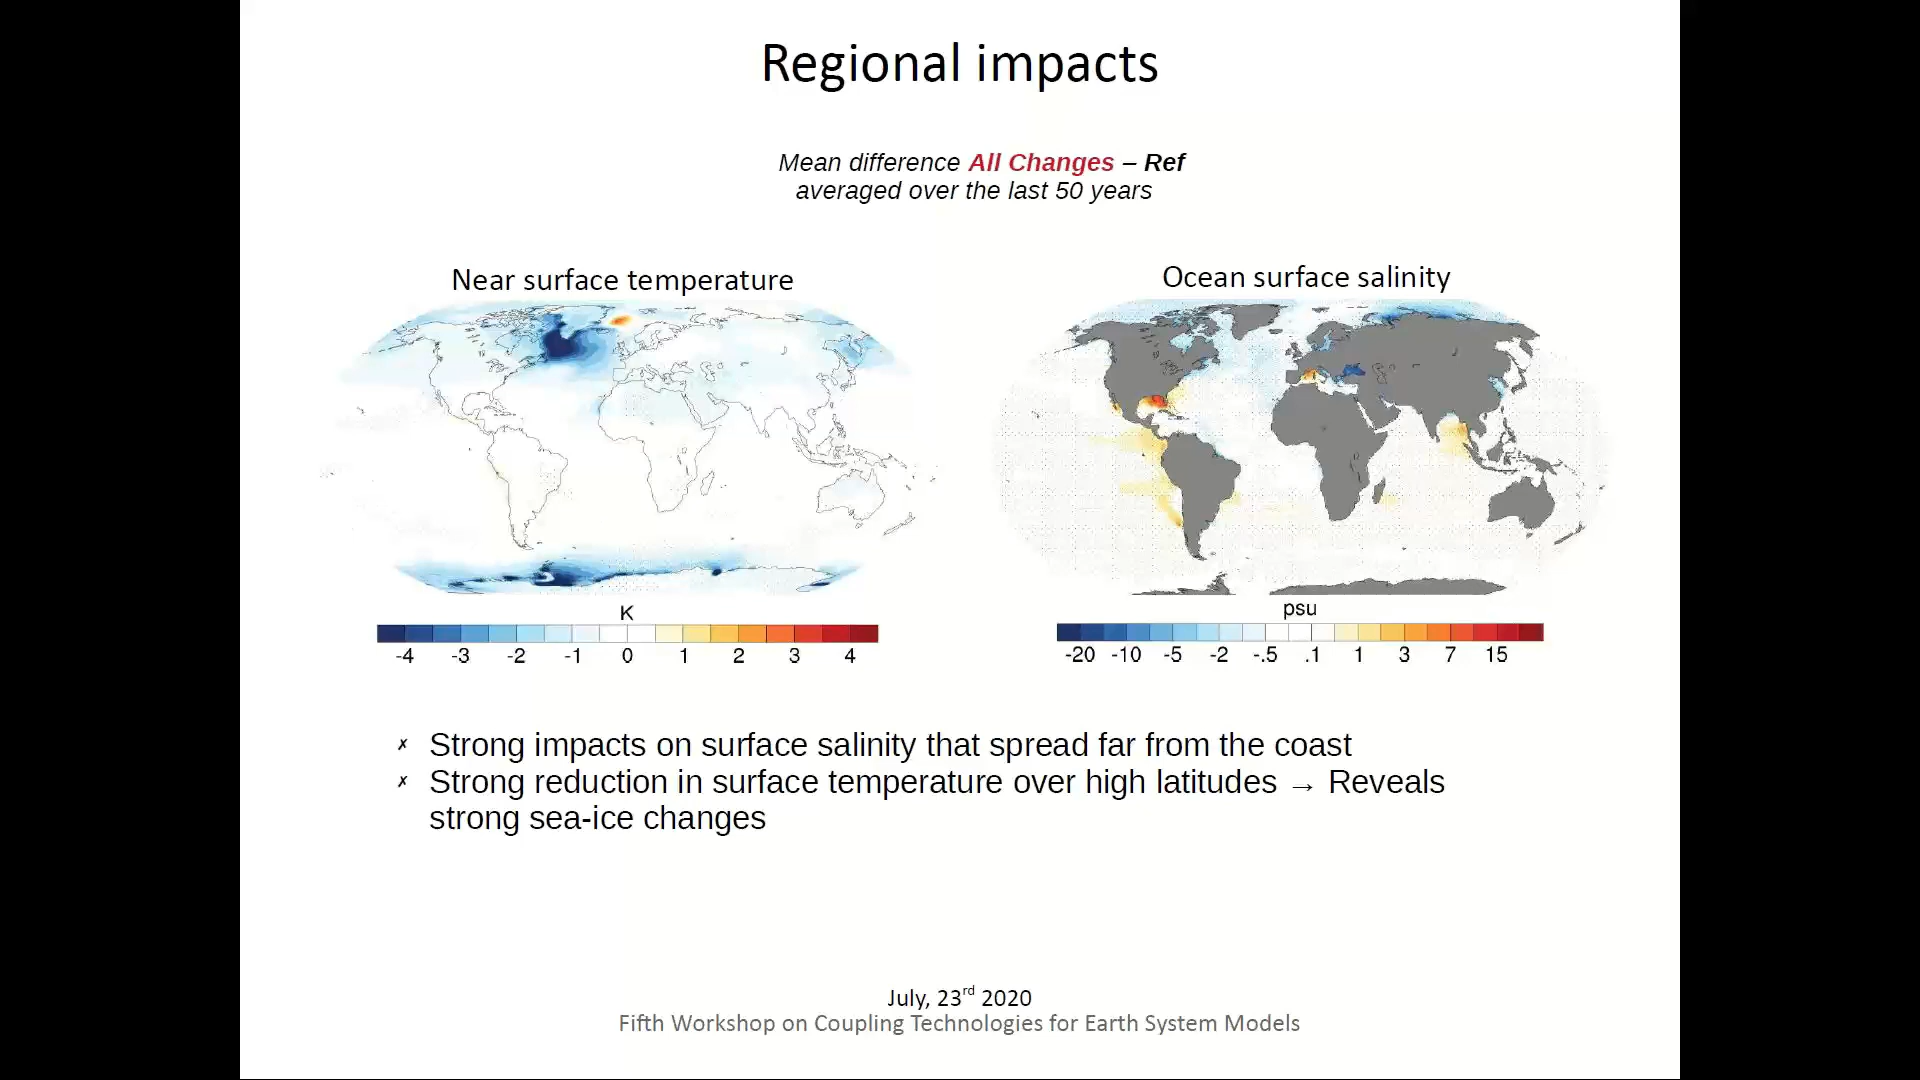 Regional impacts
Mean difference All Changes – Ref
averaged over the last 50 years
Near surface temperature
Ocean surface salinity
K
-4 -3 -2 -1 0 1 2 3 4
psu
-20 -10 -5 -2 -.5 .1 1 3 7 15
✗ Strong impacts on surface salinity that spread far from the coast
✗ Strong reduction in surface temperature over high latitudes → Reveals
strong sea-ice changes
July, 23rd 2020
Fifth Workshop on Coupling Technologies for Earth System Models